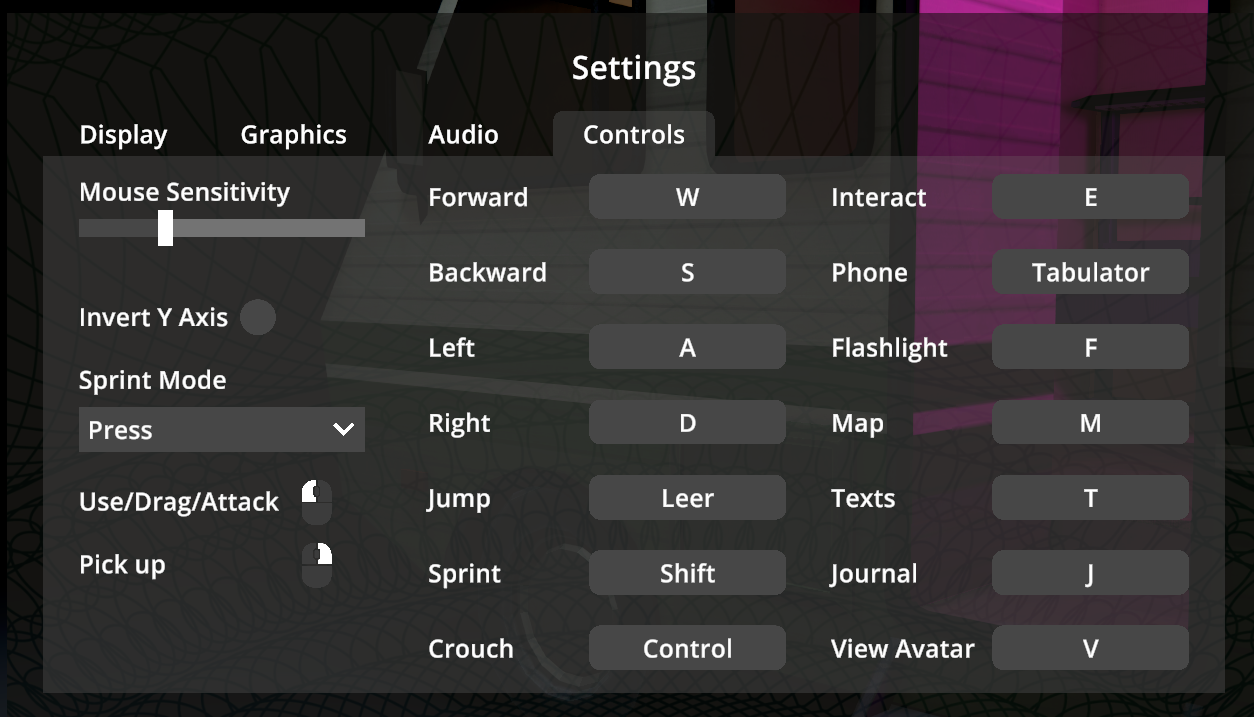 Settings
Display
Graphics
Audio
Controls
Mouse Sensitivity
Invert Y Axis
Sprint Mode
Press
Use/Drag/Attack
Pick up
Forward W
Backward S
Left A
Right D
Jump Leer
Sprint Shift
Crouch Control
Interact E
Phone Tabulator
Flashlight F
Map M
Texts T
Journal J
View Avatar V